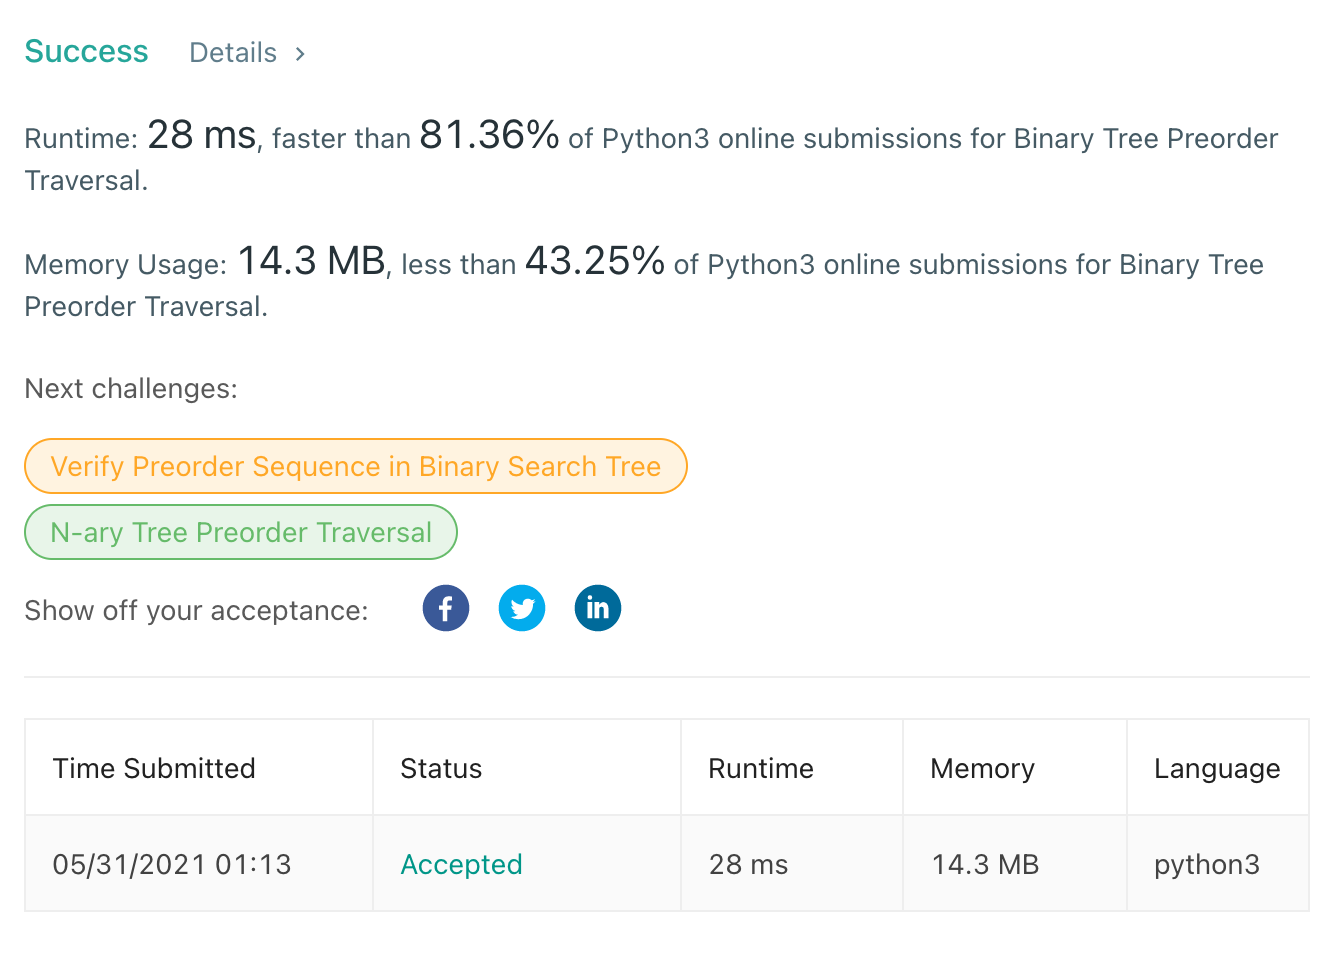 Success Details >
Runtime: 28 ms, faster than 81.36% of Python3 online submissions for Binary Tree Preorder
Traversal.
Memory Usage: 14.3 MB, less than 43.25% of Python3 online submissions for Binary Tree
Preorder Traversal.
Next challenges:
Verify Preorder Sequence in Binary Search Tree
N-ary Tree Preorder Traversal
Show off your acceptance: f in
Time Submitted Status Runtime Memory Language
05/31/2021 01:13 Accepted 28 ms 14.3 MB python3